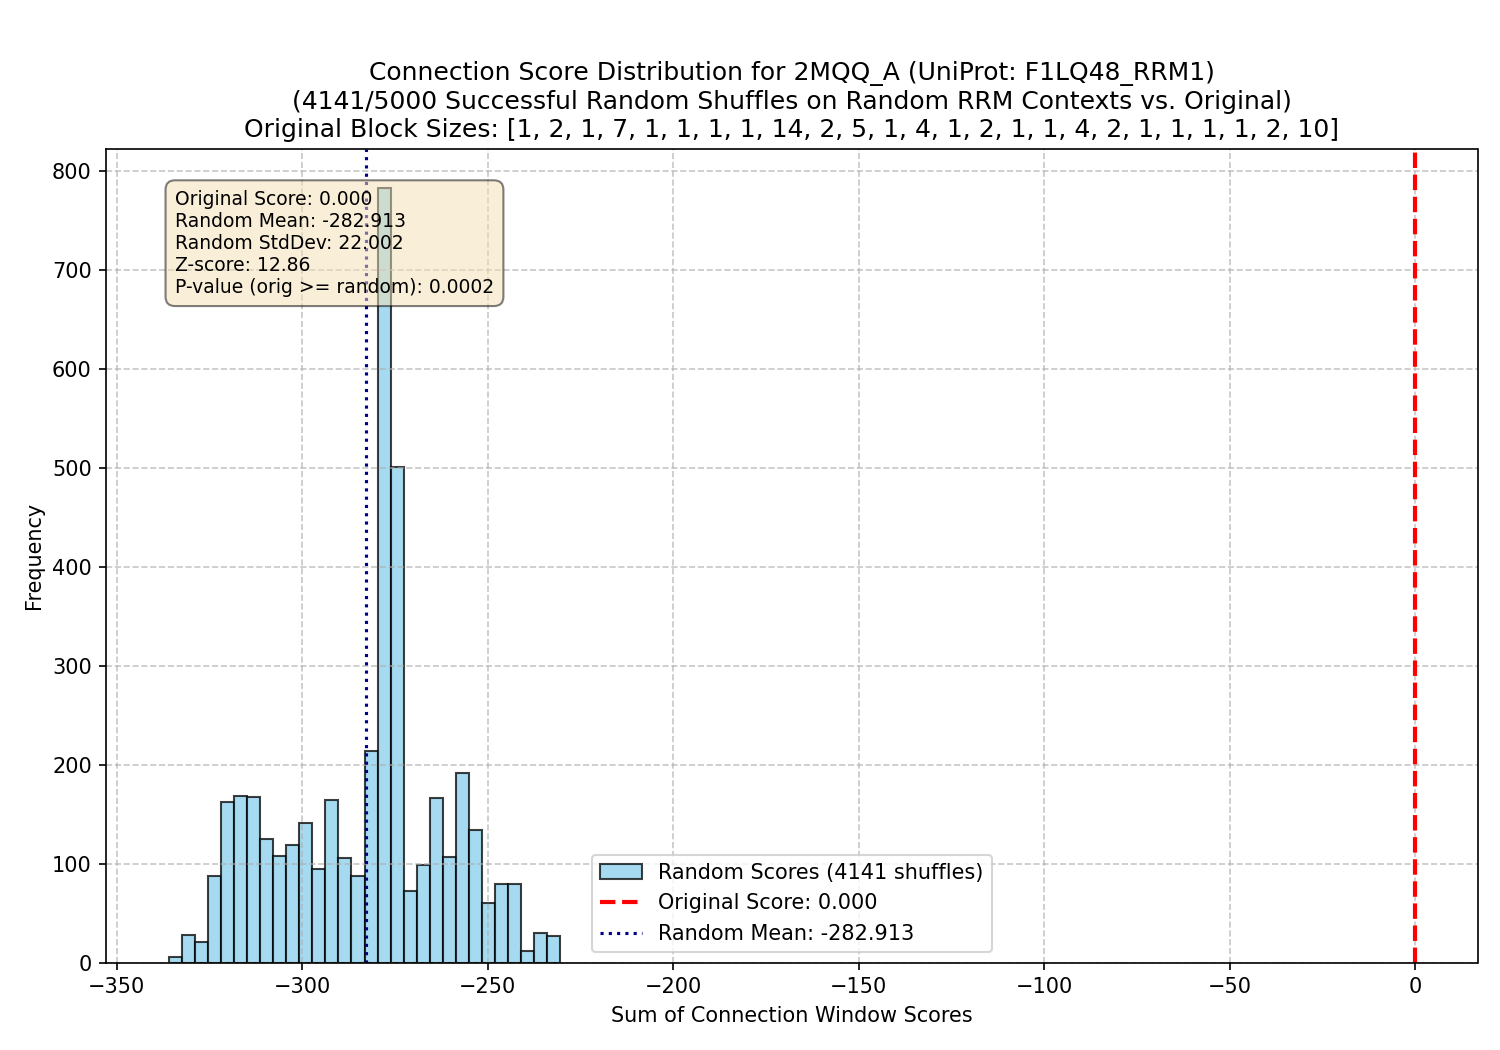 Connection Score Distribution for 2MQQ_A (UniProt: F1LQ48_RRM1)
(4141/5000 Successful Random Shuffles on Random RRM Contexts vs. Original)
Original Block Sizes: [1, 2, 1, 7, 1, 1, 1, 1, 14, 2, 5, 1, 4, 1, 2, 1, 1, 4, 2, 1, 1, 1, 1, 2, 10]
Original Score: 0.000
Random Mean: -282.913
Random StdDev: 22.002
Z-score: 12.86
P-value (orig >= random): 0.0002
800
700
600
500
400
300
200
100
0
Frequency
Random Scores (4141 shuffles)
Original Score: 0.000
Random Mean: -282.913
−350 −300 −250 −200 −150 −100 −50 0
Sum of Connection Window Scores